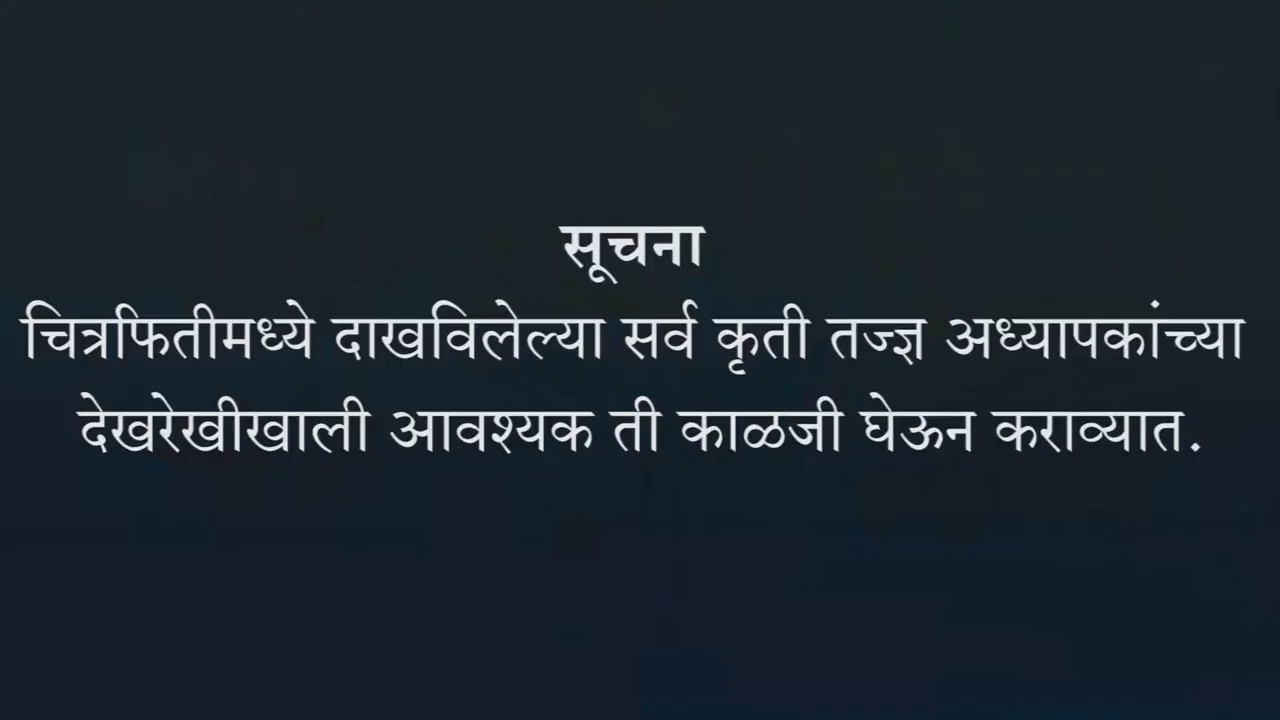 सूचना
चित्रफितीमध्ये दाखविलेल्या सर्व कृती तज्ज्ञ अध्यापकांच्या
देखरेखीखाली आवश्यक ती काळजी घेऊन कराव्यात.